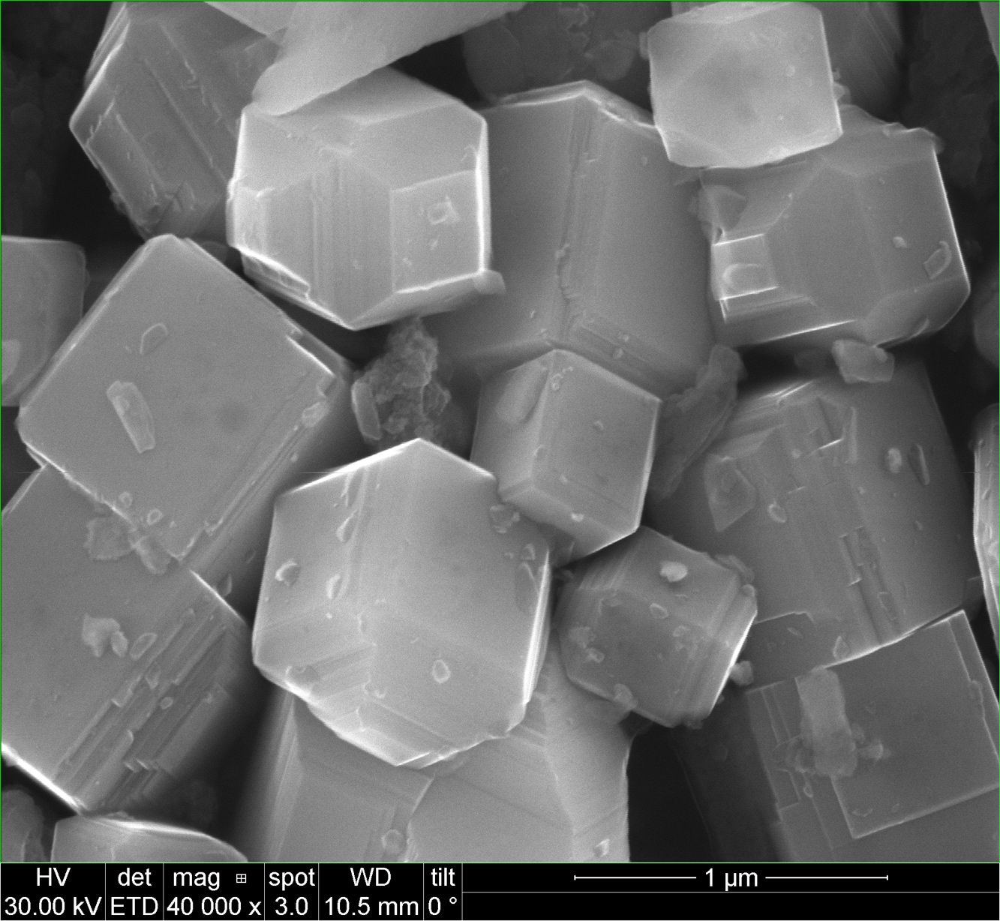 HV det mag ⊞ spot WD tilt 1 µm
30.00 kV ETD 40 000 x 3.0 10.5 mm 0 °